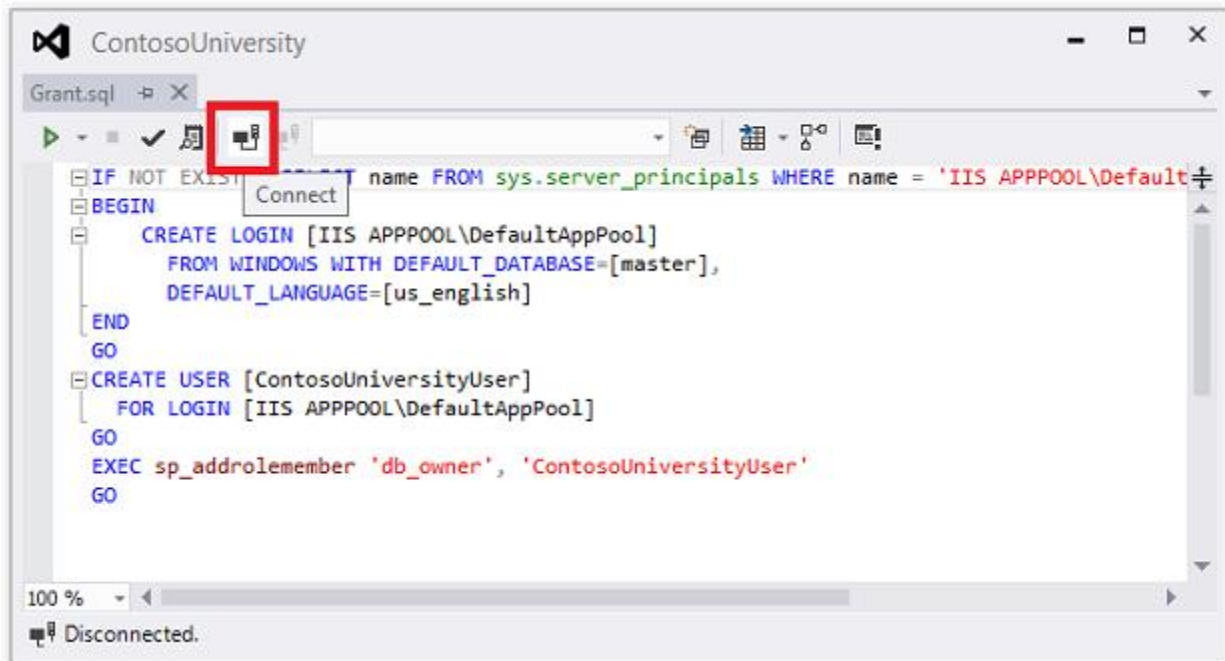 ContosoUniversity
Grant.sql
IF NOT EXIST SELECT name FROM sys.server_principals WHERE name = 'IIS APPPOOL\Default
Connect
BEGIN
CREATE LOGIN [IIS APPPOOL\DefaultAppPool]
FROM WINDOWS WITH DEFAULT_DATABASE=[master],
DEFAULT_LANGUAGE=[us_english]
END
GO
CREATE USER [ContosoUniversityUser]
FOR LOGIN [IIS APPPOOL\DefaultAppPool]
GO
EXEC sp_addrolemember 'db_owner', 'ContosoUniversityUser'
GO
100 %
Disconnected.